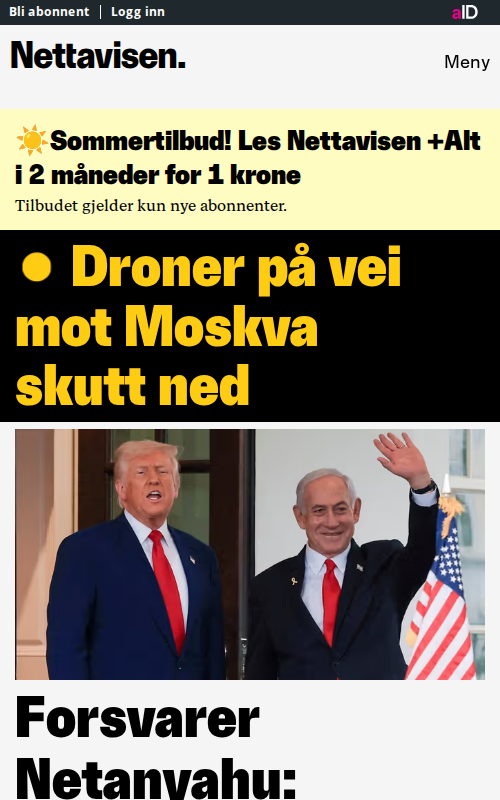 Bli abonnent | Logg inn
aID
Nettavisen.
Meny
☀️Sommertilbud! Les Nettavisen +Alt
i 2 måneder for 1 krone
Tilbudet gjelder kun nye abonnenter.
Droner på vei
mot Moskva
skutt ned
Forsvarer
Netanyahu: